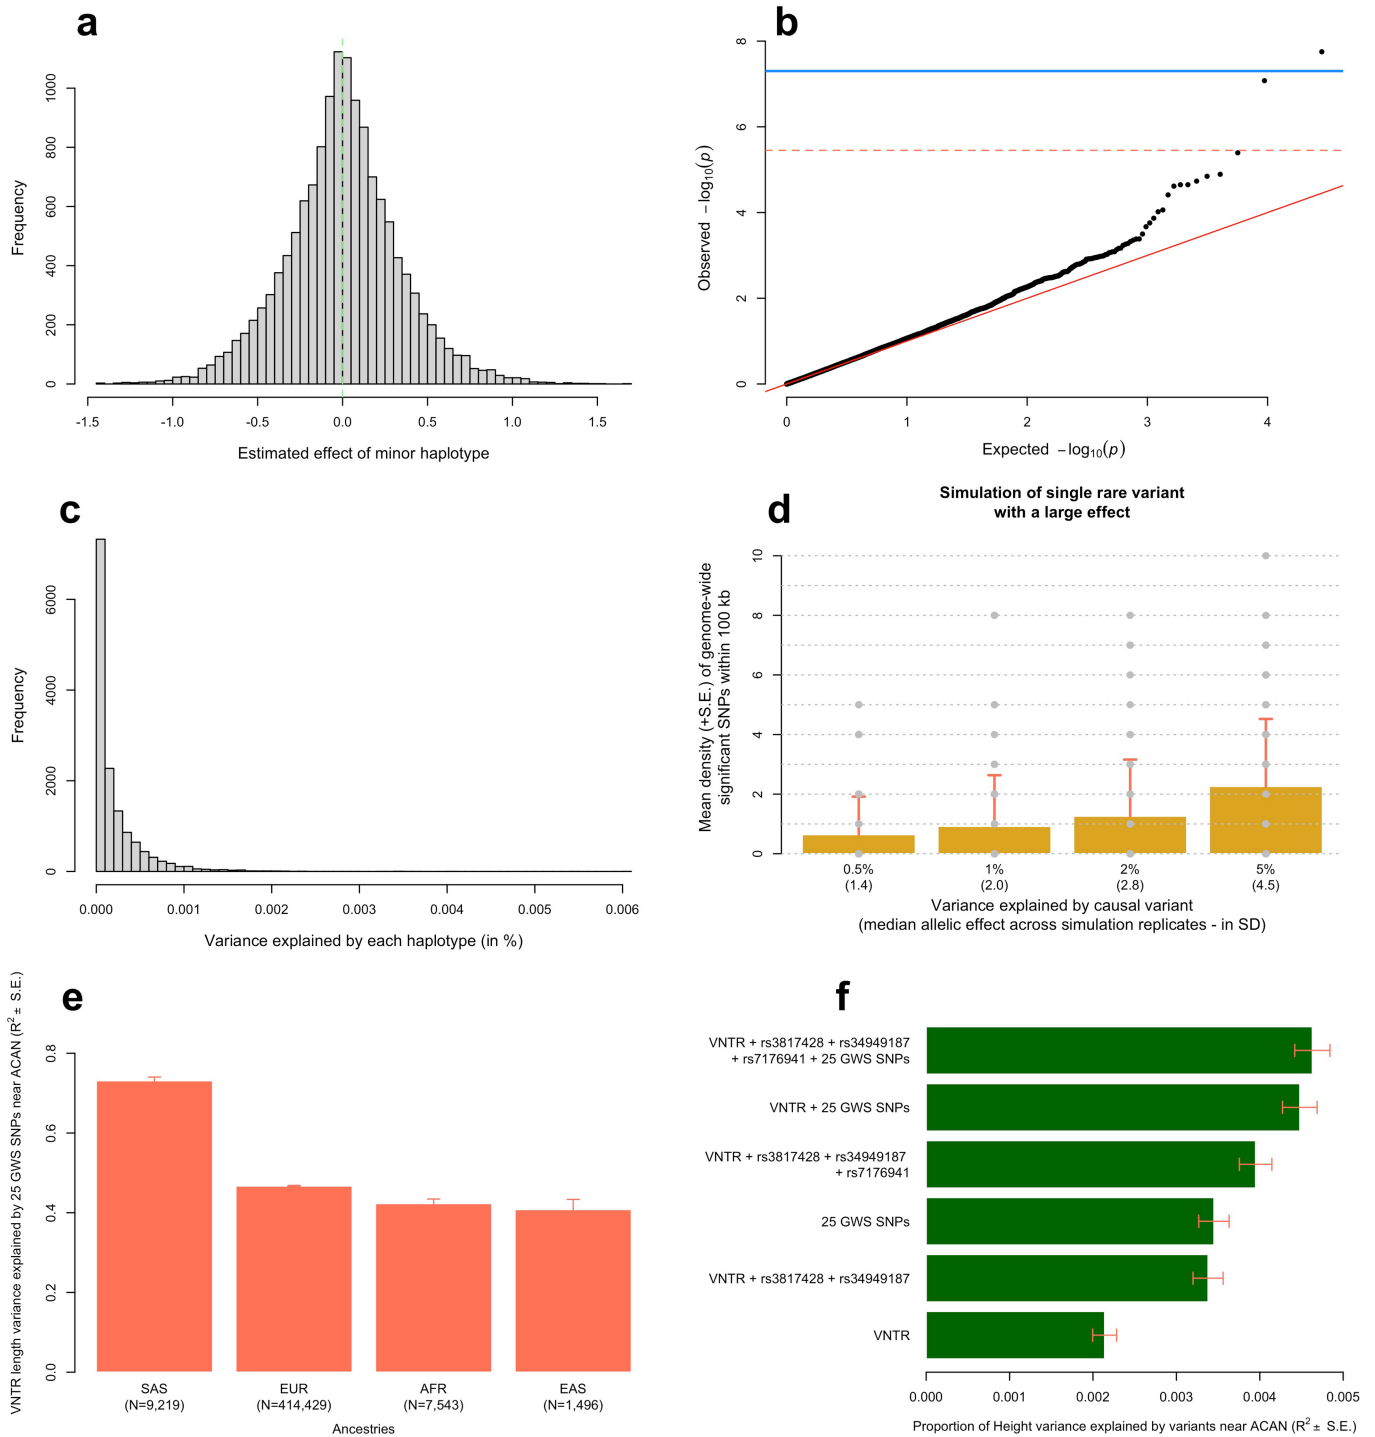 a
Frequency
0
200
400
600
800
1000
-1.5
-1.0
-0.5
0.0
0.5
1.0
1.5
Estimated effect of minor haplotype
b
Observed −log10(p)
0
2
4
6
8
0
1
2
3
4
Expected −log10(p)
c
Frequency
0
2000
4000
6000
0.000
0.001
0.002
0.003
0.004
0.005
0.006
Variance explained by each haplotype (in %)
d
Simulation of single rare variant
with a large effect
Mean density (+S.E.) of genome-wide
significant SNPs within 100 kb
0
2
4
6
8
10
0.5%
(1.4)
1%
(2.0)
2%
(2.8)
5%
(4.5)
Variance explained by causal variant
(median allelic effect across simulation replicates - in SD)
e
VNTR length variance explained by 25 GWS SNPs near ACAN (R² ± S.E.)
0.0
0.2
0.4
0.6
0.8
SAS
(N=9,219)
EUR
(N=414,429)
AFR
(N=7,543)
EAS
(N=1,496)
Ancestries
f
VNTR + rs3817428 + rs34949187
+ rs7176941 + 25 GWS SNPs
VNTR + 25 GWS SNPs
VNTR + rs3817428 + rs34949187
+ rs7176941
25 GWS SNPs
VNTR + rs3817428 + rs34949187
VNTR
0.000
0.001
0.002
0.003
0.004
0.005
Proportion of Height variance explained by variants near ACAN (R² ± S.E.)